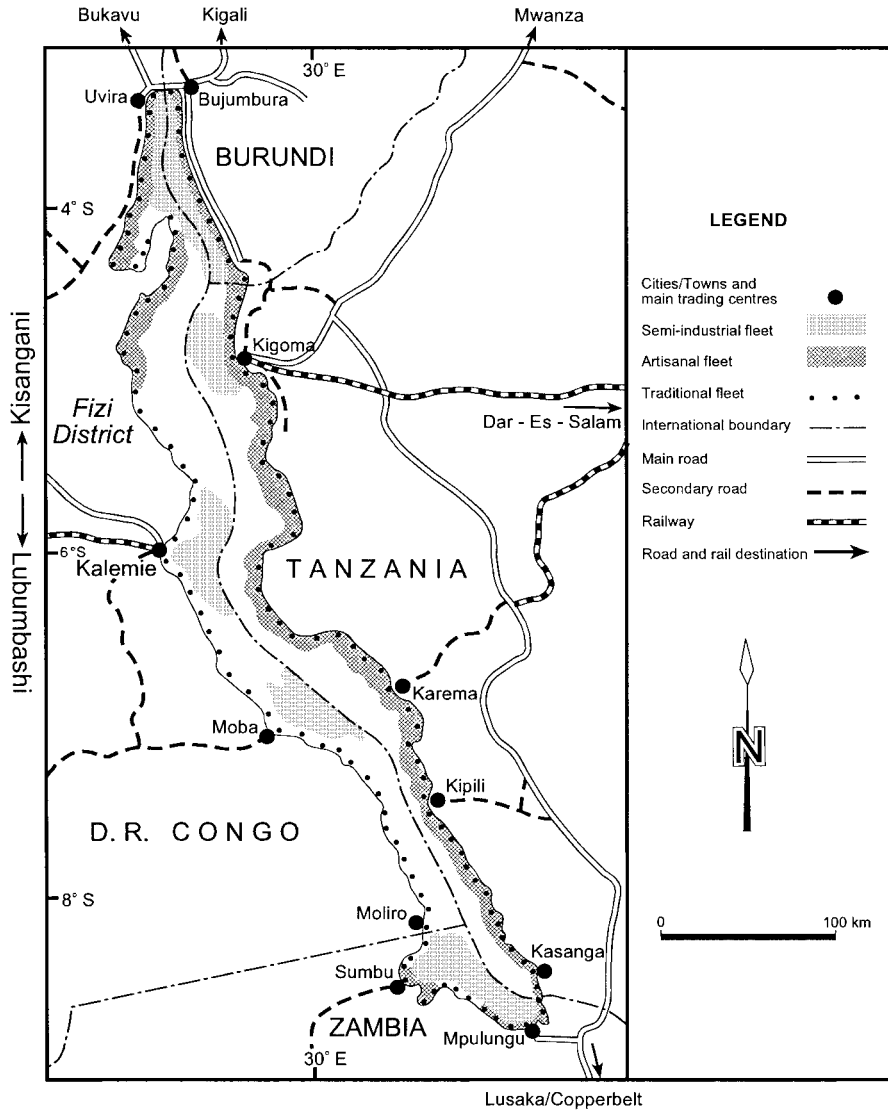 Bukavu
Kigali
Mwanza
30° E
Uvira
Bujumbura
BURUNDI
4° S
LEGEND
Cities/Towns and
main trading centres
Semi-industrial fleet
Artisanal fleet
Traditional fleet
International boundary
Main road
Secondary road
Railway
Road and rail destination
Kigoma
Kisangani
Fizi
District
Dar - Es - Salam
6°S
Kalemie
TANZANIA
Lubumbashi
Karema
Moba
N
Kipili
D. R. CONGO
8° S
Moliro
0
100 km
Kasanga
Sumbu
ZAMBIA
Mpulungu
30° E
Lusaka/Copperbelt